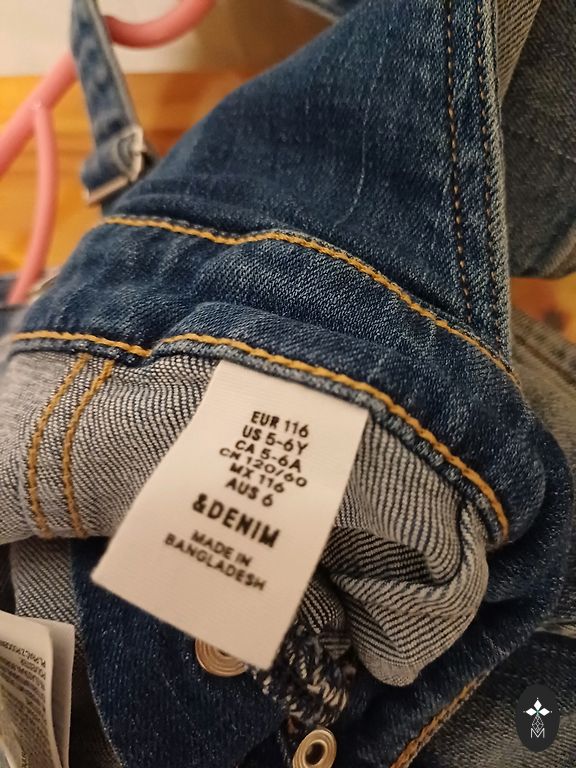 EUR 116
US 5-6Y
CA 5-6A
CN 120/60
MX 116
AUS 6
&DENIM
MADE IN
BANGLADESH